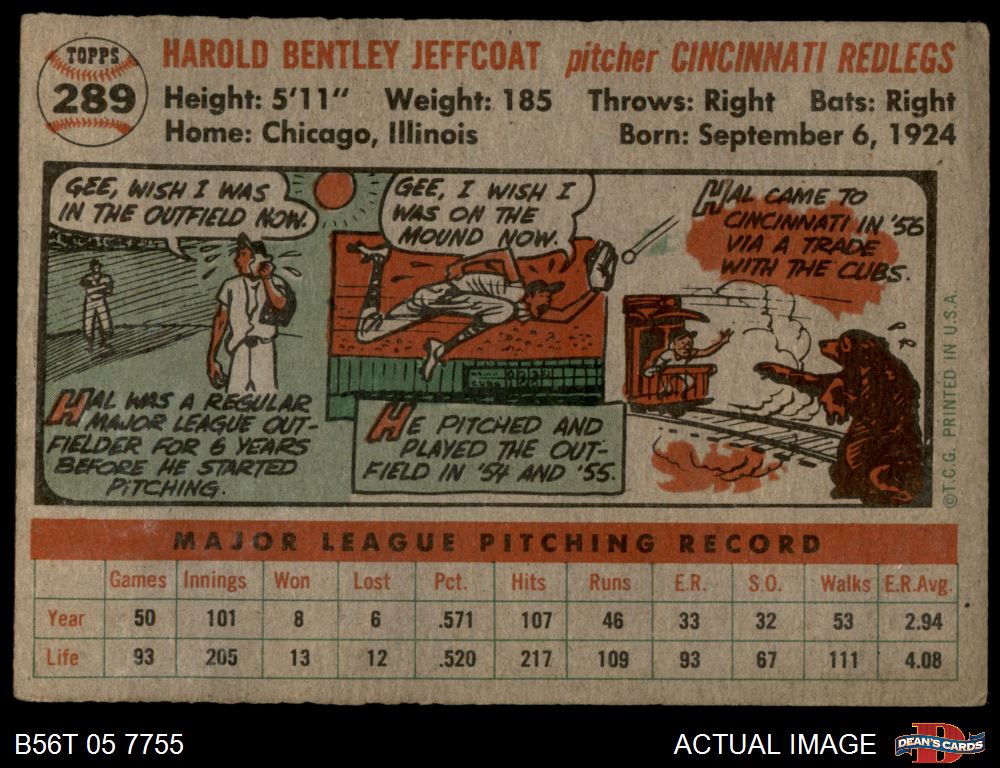 TOPPS
289
HAROLD BENTLEY JEFFCOAT pitcher CINCINNATI REDLEGS
Height: 5'11" Weight: 185 Throws: Right Bats: Right
Home: Chicago, Illinois Born: September 6, 1924
GEE, WISH I WAS
IN THE OUTFIELD NOW.
HAL WAS A REGULAR
MAJOR LEAGUE OUT-
FIELDER FOR 6 YEARS
BEFORE HE STARTED
PITCHING.
GEE, I WISH I
WAS ON THE
MOUND NOW.
HE PITCHED AND
PLAYED THE OUT-
FIELD IN '54 AND '55.
HAL CAME TO
CINCINNATI IN '56
VIA A TRADE
WITH THE CUBS.
©T.C.G. PRINTED IN U.S.A.
MAJOR LEAGUE PITCHING RECORD
Games Innings Won Lost Pct. Hits Runs E.R. S.O. Walks E.R.Avg.
Year 50 101 8 6 .571 107 46 33 32 53 2.94
Life 93 205 13 12 .520 217 109 93 67 111 4.08
B56T 05 7755
ACTUAL IMAGE
DEAN'S CARDS